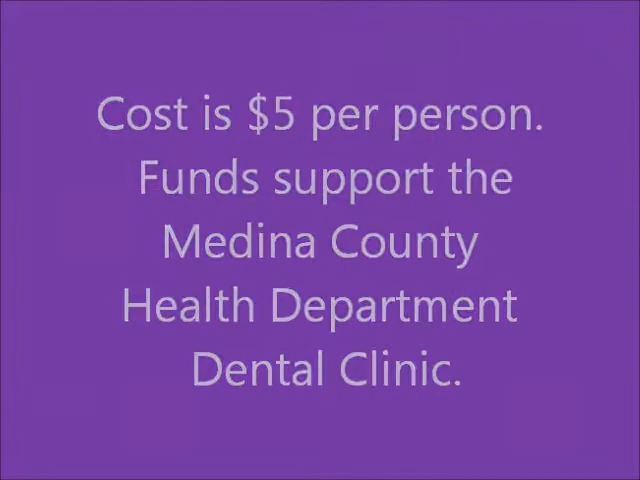 Cost is $5 per person.
Funds support the
Medina County
Health Department
Dental Clinic.